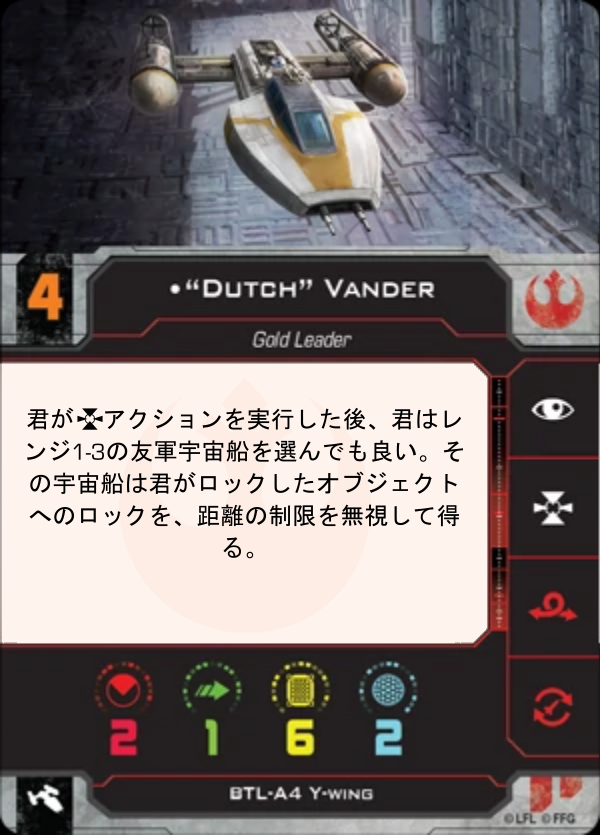 4
•“Dutch” Vander
Gold Leader
君がアクションを実行した後、君はレ
ンジ1-3の友軍宇宙船を選んでも良い。そ
の宇宙船は君がロックしたオブジェクト
へのロックを、距離の制限を無視して得
る。
2 1 6 2
BTL-A4 Y-wing
©LFL ©FFG